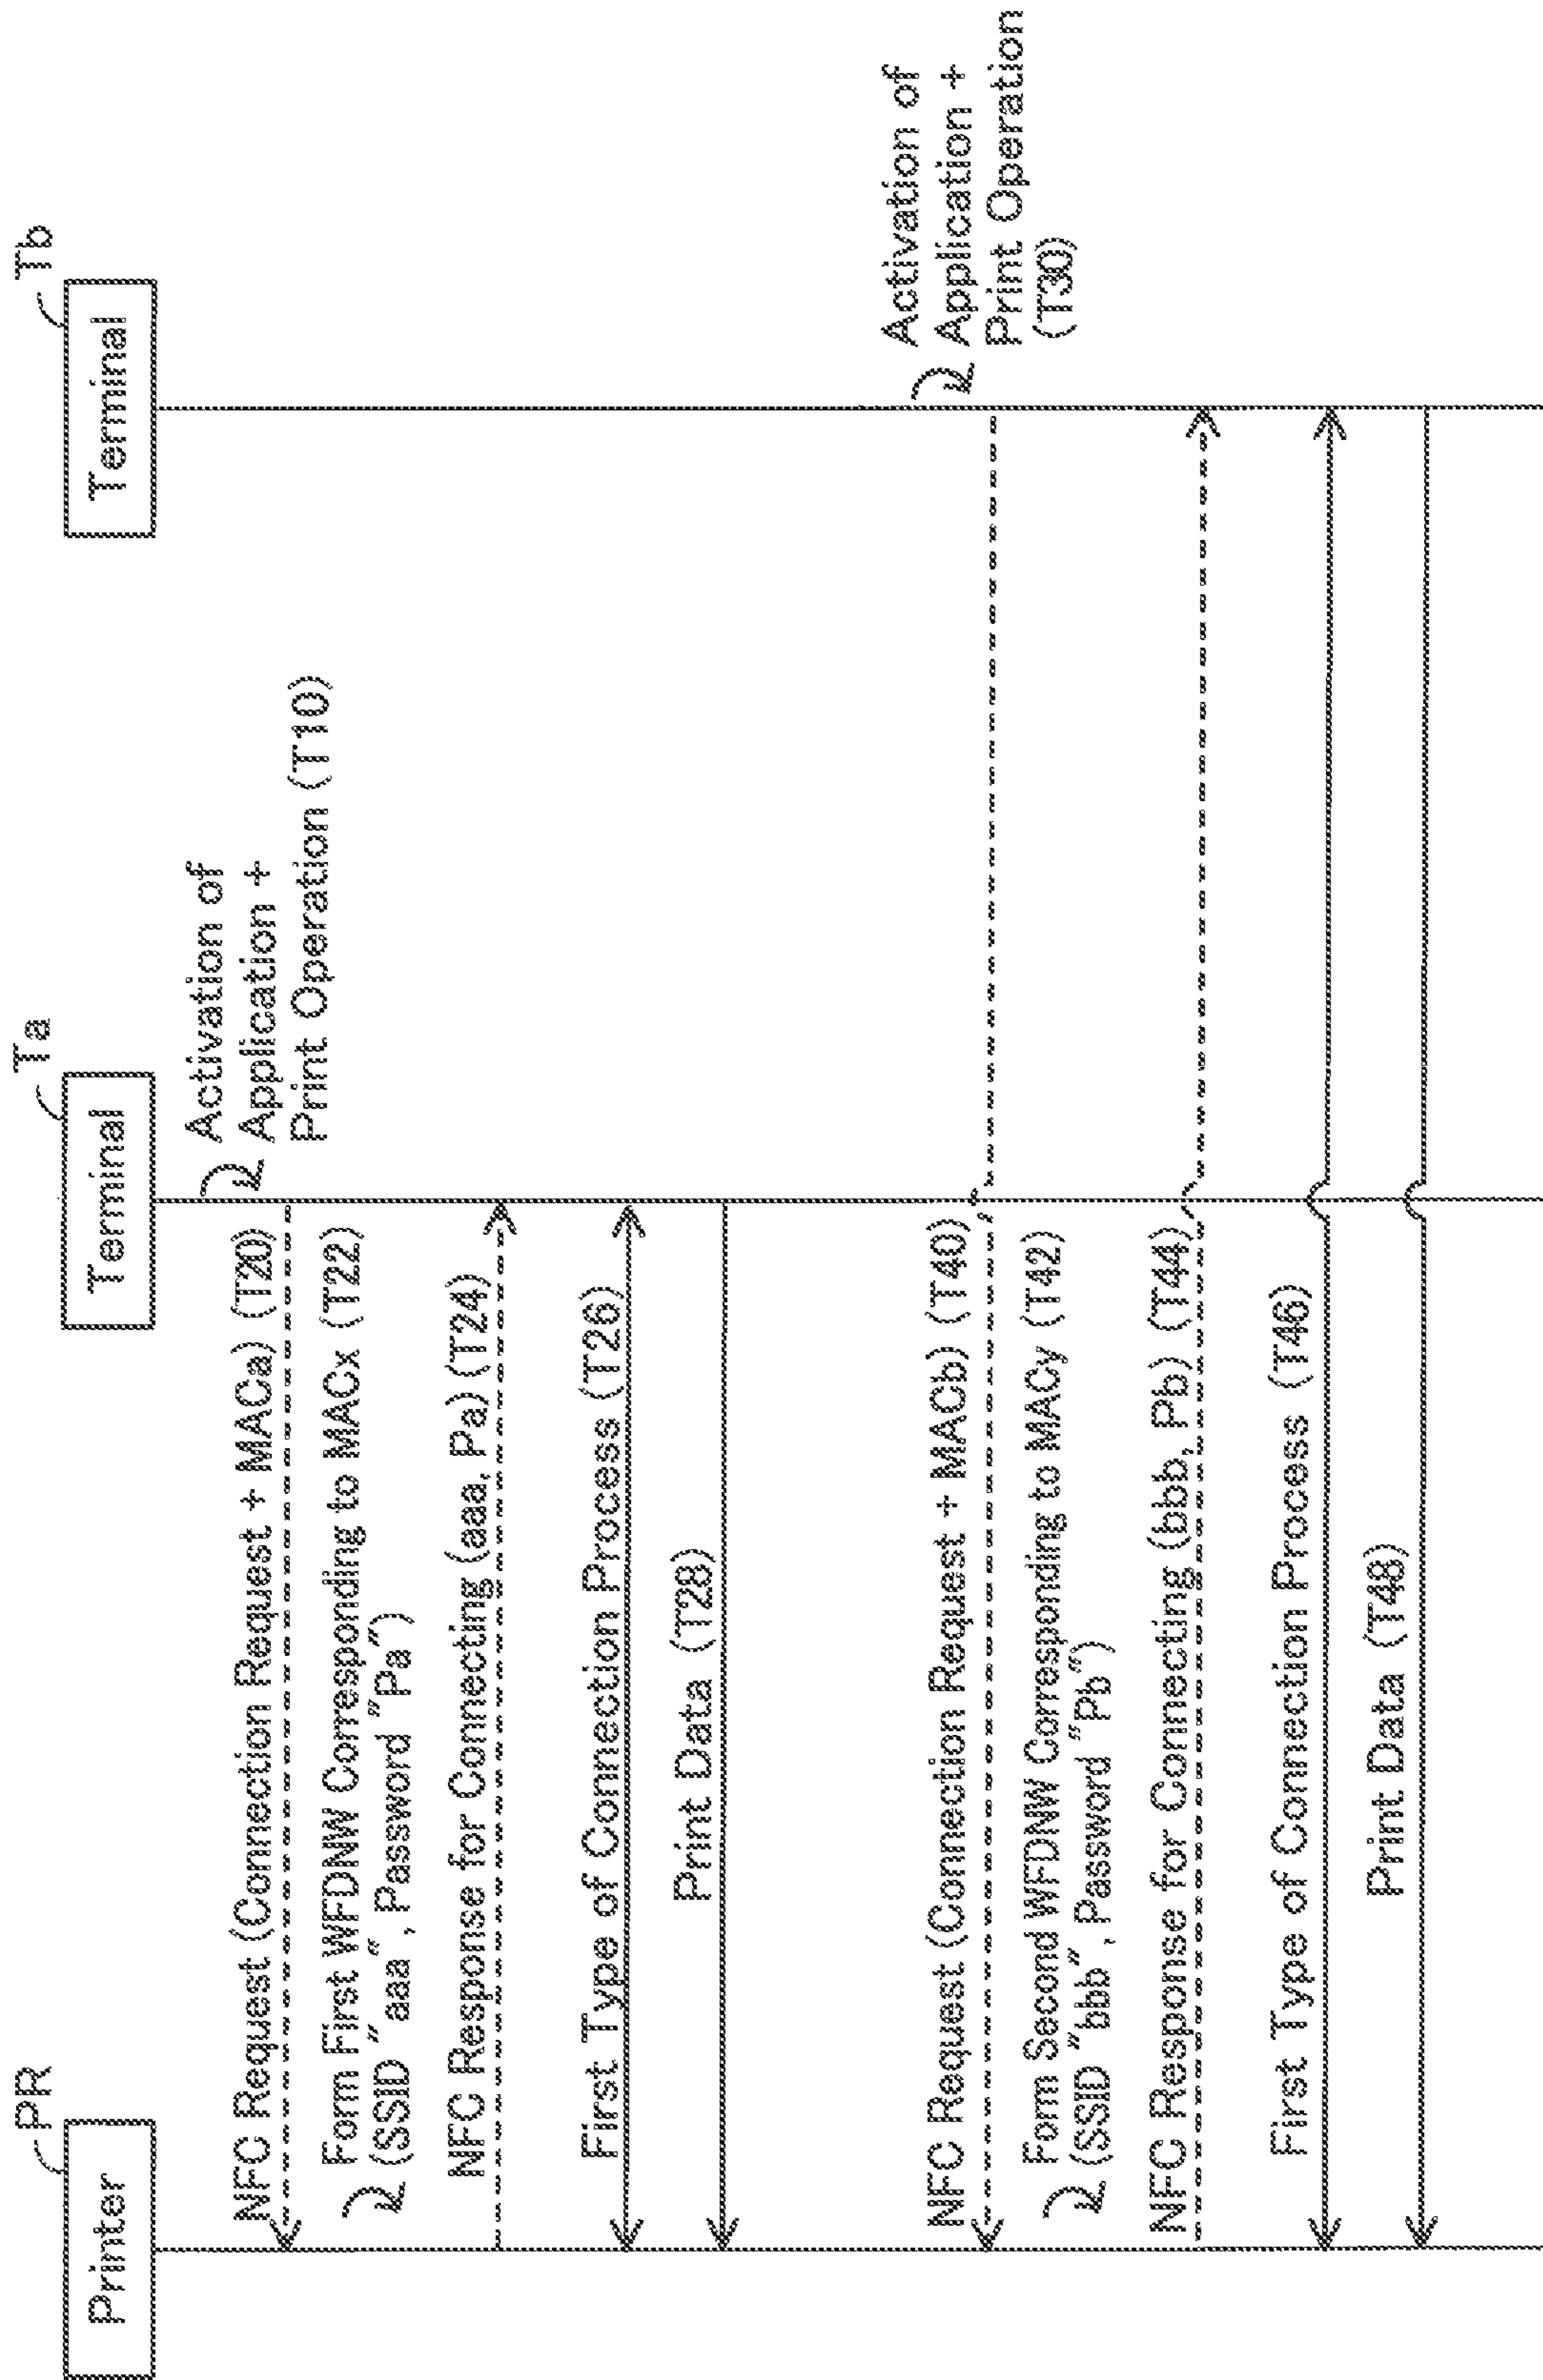 PR
Printer
Ta
Terminal
Tb
Terminal
Activation of
Application +
Print Operation (T10)
NFC Request (Connection Request + MACa) (T20)
Form First WFDNW Corresponding to MACx (T22)
(SSID "aaa", Password "Pa")
NFC Response for Connecting (aaa, Pa) (T24)
First Type of Connection Process (T26)
Print Data (T28)
Activation of
Application +
Print Operation
(T30)
NFC Request (Connection Request + MACb) (T40)
Form Second WFDNW Corresponding to MACy (T42)
(SSID "bbb", Password "Pb")
NFC Response for Connecting (bbb, Pb) (T44)
First Type of Connection Process (T46)
Print Data (T48)